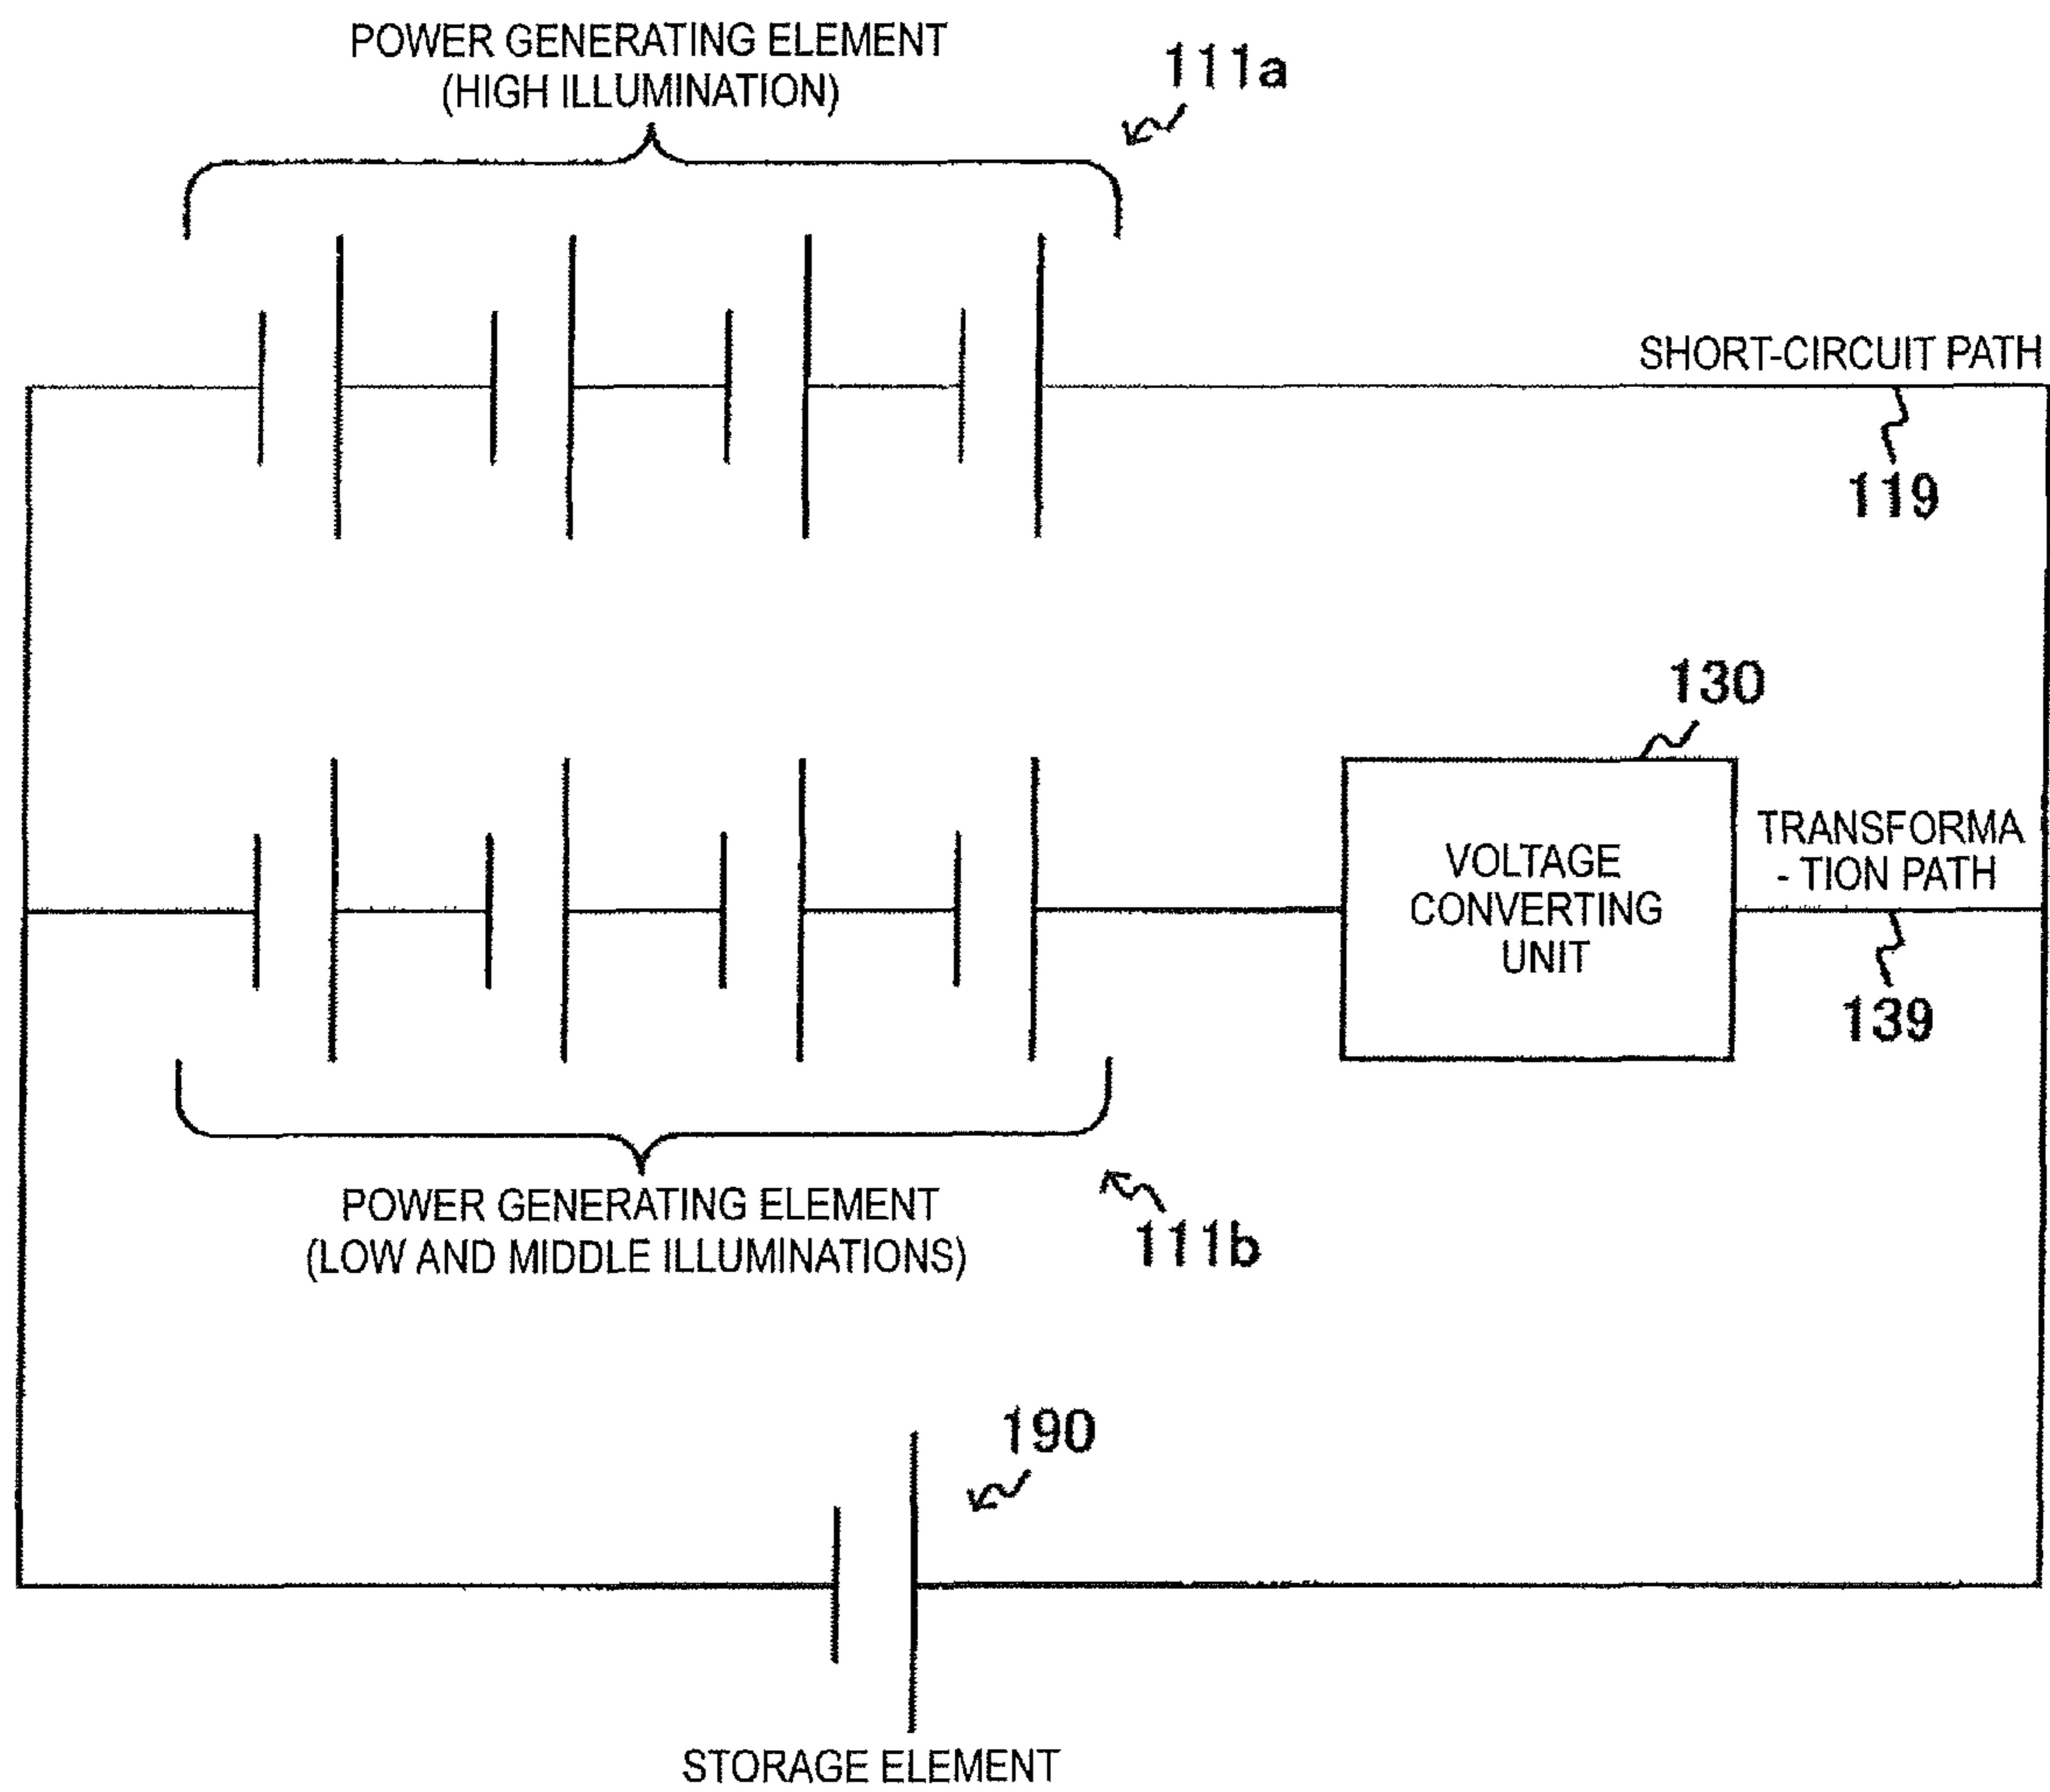 POWER GENERATING ELEMENT
(HIGH ILLUMINATION)
111a
SHORT-CIRCUIT PATH
119
130
VOLTAGE
CONVERTING
UNIT
TRANSFORMA
- TION PATH
139
POWER GENERATING ELEMENT
(LOW AND MIDDLE ILLUMINATIONS)
111b
190
STORAGE ELEMENT